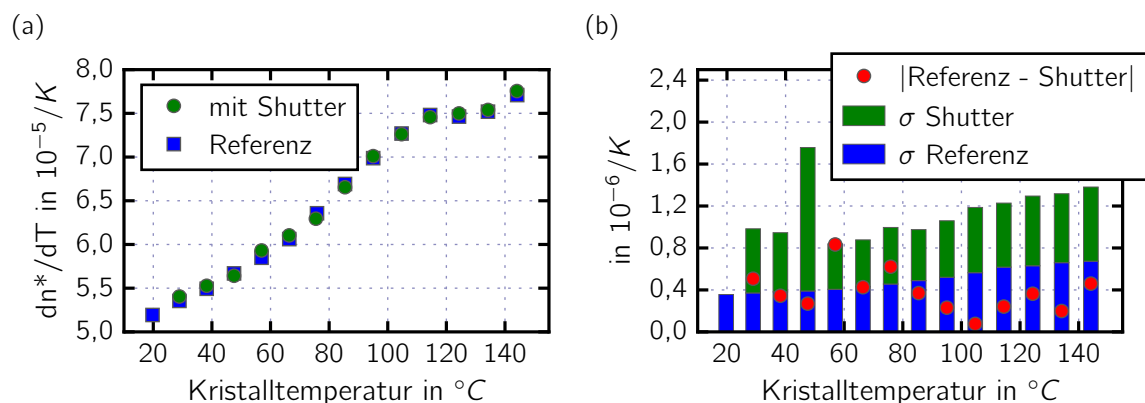 (a)
8,0
7,5
7,0
6,5
6,0
5,5
5,0
dn*/dT in 10⁻⁵/K
mit Shutter
Referenz
20 40 60 80 100 120 140
Kristalltemperatur in °C
(b)
2,4
2,0
1,6
1,2
0,8
0,4
0,0
in 10⁻⁶/K
|Referenz - Shutter|
σ Shutter
σ Referenz
20 40 60 80 100 120 140
Kristalltemperatur in °C